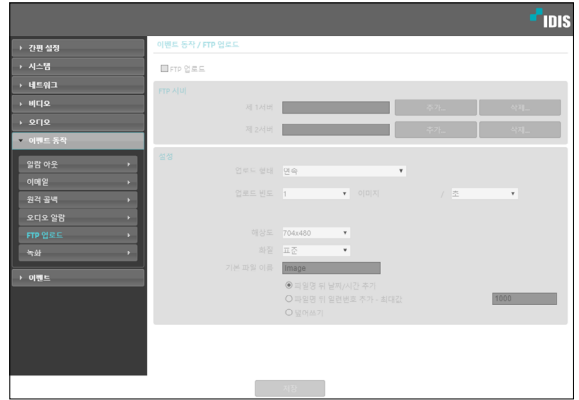 IDIS
간편 설정
시스템
네트워크
비디오
오디오
이벤트 동작
알람 아웃
이메일
원격 콜백
오디오 알람
FTP 업로드
녹화
이벤트
이벤트 동작 / FTP 업로드
FTP 업로드
FTP 서버
제 1서버 추가... 삭제...
제 2서버 추가... 삭제...
설정
업로드 형태 연속
업로드 빈도 1 이미지 / 초
해상도 704x480
화질 표준
기본 파일 이름 image
파일명 뒤 날짜/시간 추가
파일명 뒤 일련번호 추가 - 최대값 1000
덮어쓰기
저장